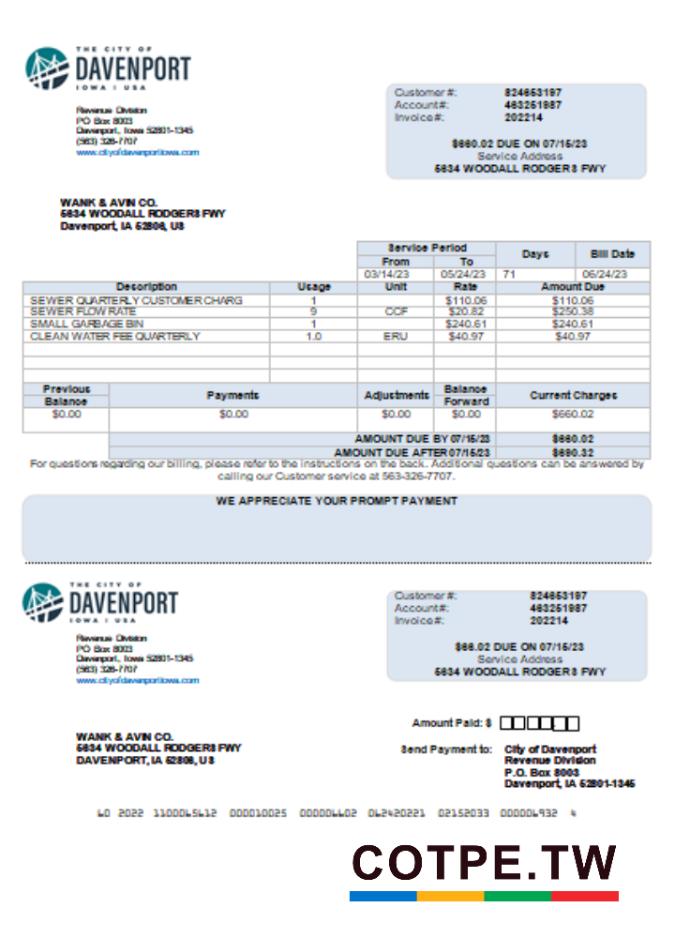 THE CITY OF
DAVENPORT
IOWA | USA
Revenue Division
PO Box 8003
Davenport, Iowa 52801-1345
(563) 326-7707
www.cityofdavenportiowa.com
Customer#: 824653197
Account#: 463251987
Invoice#: 202214
$660.02 DUE ON 07/15/23
Service Address
5634 WOODALL RODGERS FWY
WANK & AVIN CO.
5634 WOODALL RODGERS FWY
Davenport, IA 52806, US
Service Period Days Bill Date
From To
03/14/23 05/24/23 71 06/24/23
Description Usage Unit Rate Amount Due
SEWER QUARTERLY CUSTOMER CHARG 1 $110.06 $110.06
SEWER FLOW RATE 9 CCF $20.82 $250.38
SMALL GARBAGE BIN 1 $240.61 $240.61
CLEAN WATER FEE QUARTERLY 1.0 ERU $40.97 $40.97
Previous Balance Payments Adjustments Balance Forward Current Charges
$0.00 $0.00 $0.00 $0.00 $660.02
AMOUNT DUE BY 07/15/23 $660.02
AMOUNT DUE AFTER 07/15/23 $690.32
For questions regarding our billing, please refer to the instructions on the back. Additional questions can be answered by
calling our Customer service at 563-326-7707.
WE APPRECIATE YOUR PROMPT PAYMENT
THE CITY OF
DAVENPORT
IOWA | USA
Revenue Division
PO Box 8003
Davenport, Iowa 52801-1345
(563) 326-7707
www.cityofdavenportiowa.com
Customer#: 824653197
Account#: 463251987
Invoice#: 202214
$66.02 DUE ON 07/15/23
Service Address
5634 WOODALL RODGERS FWY
Amount Paid: $
WANK & AVIN CO.
5634 WOODALL RODGERS FWY
DAVENPORT, IA 52806, US
Send Payment to: City of Davenport
Revenue Division
P.O. Box 8003
Davenport, IA 52801-1345
60 2022 1100065612 000010025 000006602 062420221 02152033 000006932 4
COTPE.TW